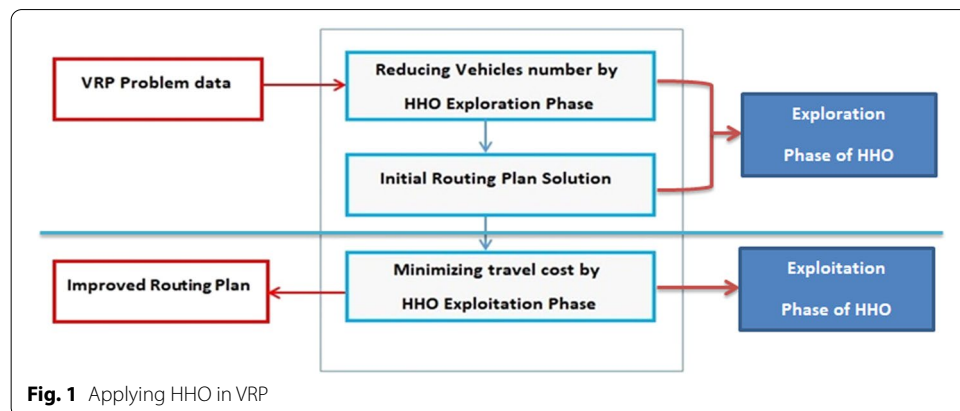 VRP Problem data
Reducing Vehicles number by
HHO Exploration Phase
Exploration
Phase of HHO
Initial Routing Plan Solution
Improved Routing Plan
Minimizing travel cost by
HHO Exploitation Phase
Exploitation
Phase of HHO
Fig. 1 Applying HHO in VRP